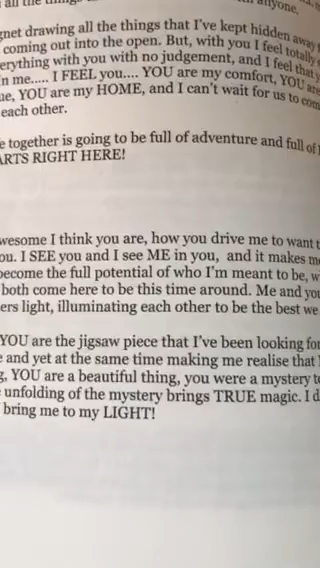 all the
anyone,
gnet drawing all the things that I've kept hidden away
coming out into the open. But, with you I feel totally
erything with you with no judgement, and I feel that y
n me..... I FEEL you.... YOU are my comfort, YOU are
ue, YOU are my HOME, and I can't wait for us to com
each other.
e together is going to be full of adventure and full of
ARTS RIGHT HERE!
wesome I think you are, how you drive me to want t
ou. I SEE you and I see ME in you, and it makes me
become the full potential of who I'm meant to be, w
both come here to be this time around. Me and you
ers light, illuminating each other to be the best we
YOU are the jigsaw piece that I've been looking for
e and yet at the same time making me realise that
g, YOU are a beautiful thing, you were a mystery to
unfolding of the mystery brings TRUE magic. I d
bring me to my LIGHT!